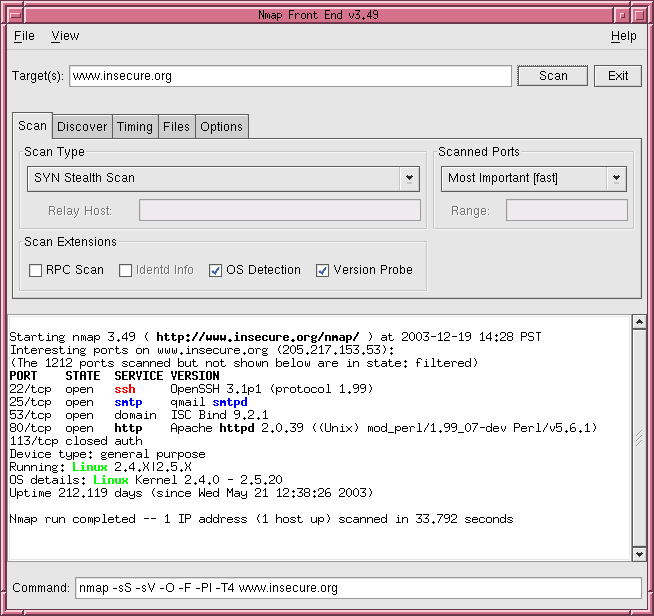 Nmap Front End v3.49
File View Help
Target(s): www.insecure.org Scan Exit
Scan Discover Timing Files Options
Scan Type Scanned Ports
SYN Stealth Scan Most Important [fast]
Relay Host: Range:
Scan Extensions
RPC Scan Identd Info OS Detection Version Probe
Starting nmap 3.49 ( http://www.insecure.org/nmap/ ) at 2003-12-19 14:28 PST
Interesting ports on www.insecure.org (205.217.153.53):
(The 1212 ports scanned but not shown below are in state: filtered)
PORT STATE SERVICE VERSION
22/tcp open ssh OpenSSH 3.1p1 (protocol 1.99)
25/tcp open smtp qmail smtpd
53/tcp open domain ISC Bind 9.2.1
80/tcp open http Apache httpd 2.0.39 ((Unix) mod_perl/1.99_07-dev Perl/v5.6.1)
113/tcp closed auth
Device type: general purpose
Running: Linux 2.4.X|2.5.X
OS details: Linux Kernel 2.4.0 - 2.5.20
Uptime 212.119 days (since Wed May 21 12:38:26 2003)
Nmap run completed -- 1 IP address (1 host up) scanned in 33.792 seconds
Command: nmap -sS -sV -O -F -PI -T4 www.insecure.org